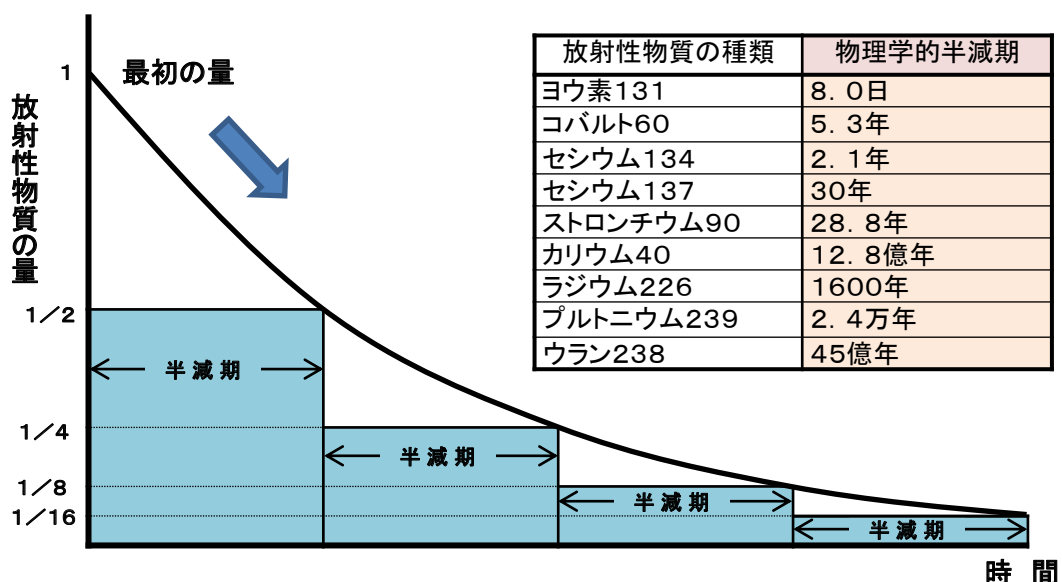 1
最初の量
放射性物質の量
1/2
1/4
1/8
1/16
半減期
半減期
半減期
半減期
時 間
放射性物質の種類 物理学的半減期
ヨウ素131 8.0日
コバルト60 5.3年
セシウム134 2.1年
セシウム137 30年
ストロンチウム90 28.8年
カリウム40 12.8億年
ラジウム226 1600年
プルトニウム239 2.4万年
ウラン238 45億年